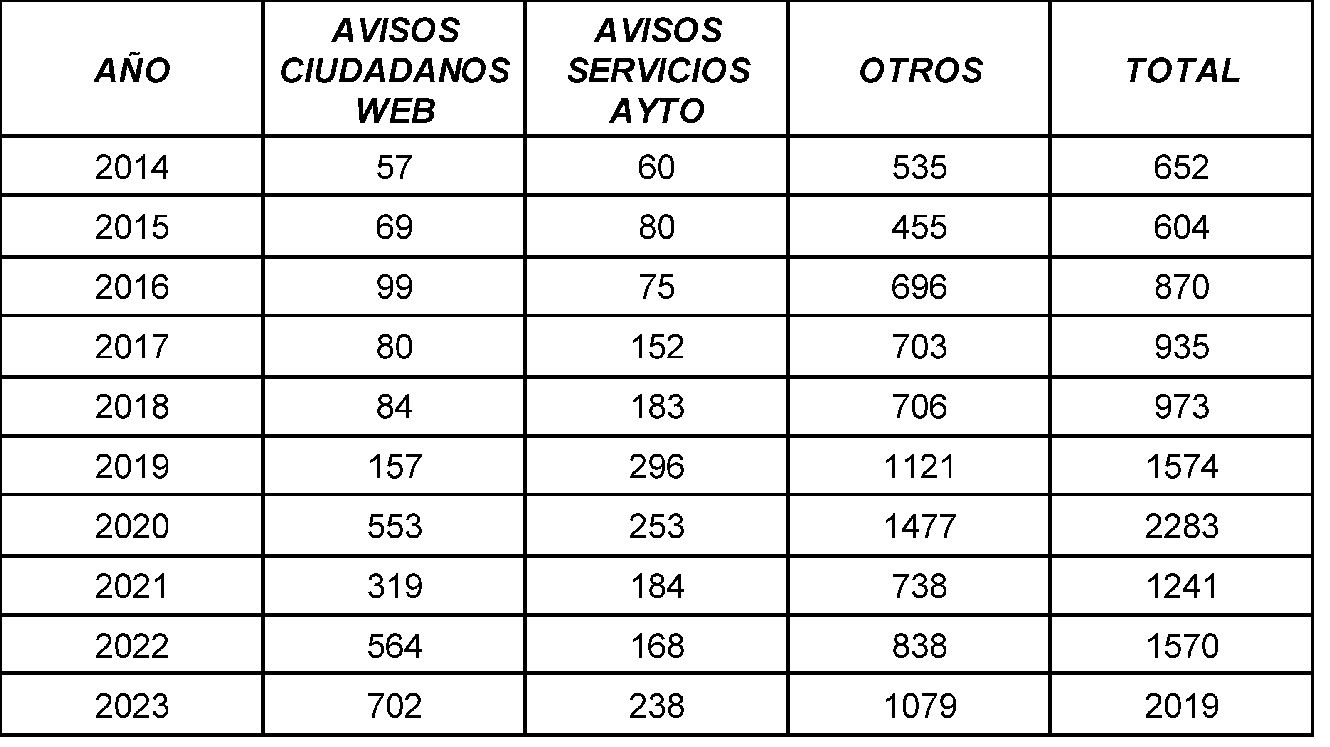 AÑO
AVISOS
CIUDADANOS
WEB
AVISOS
SERVICIOS
AYTO
OTROS
TOTAL
2014 57 60 535 652
2015 69 80 455 604
2016 99 75 696 870
2017 80 152 703 935
2018 84 183 706 973
2019 157 296 1121 1574
2020 553 253 1477 2283
2021 319 184 738 1241
2022 564 168 838 1570
2023 702 238 1079 2019